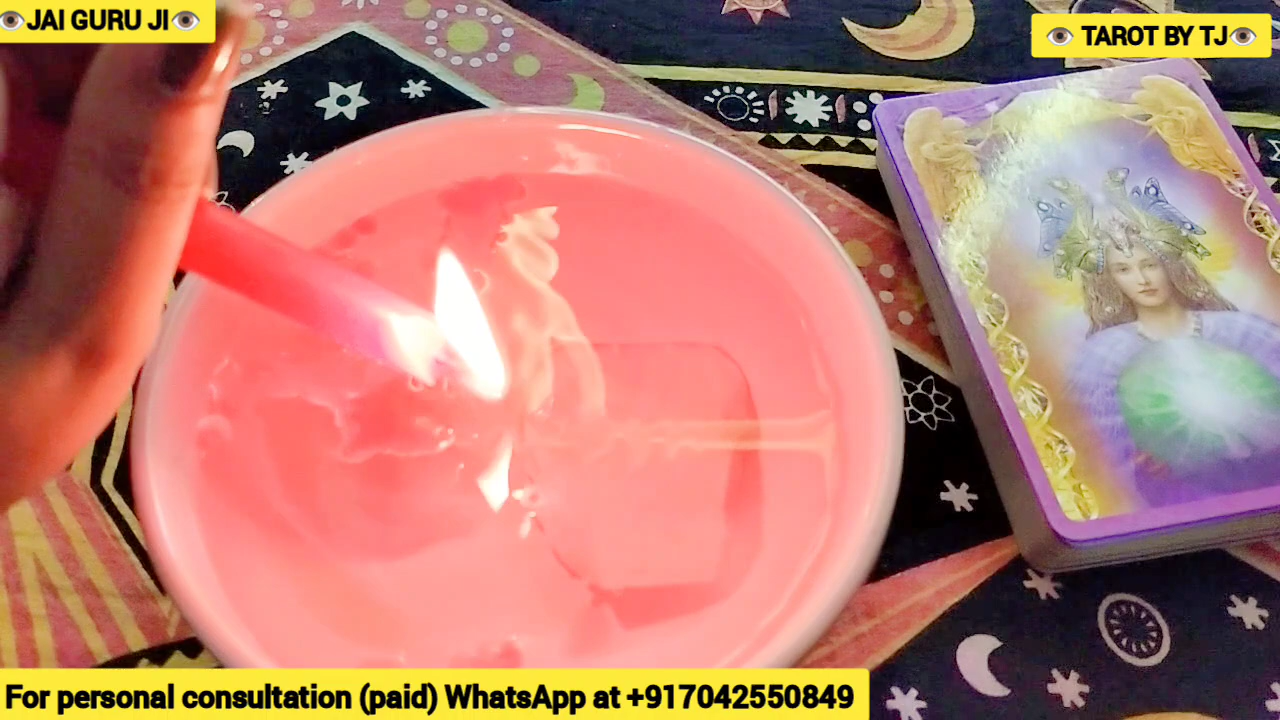 👁️JAI GURU JI👁️
👁️ TAROT BY TJ👁️
For personal consultation (paid) WhatsApp at +917042550849